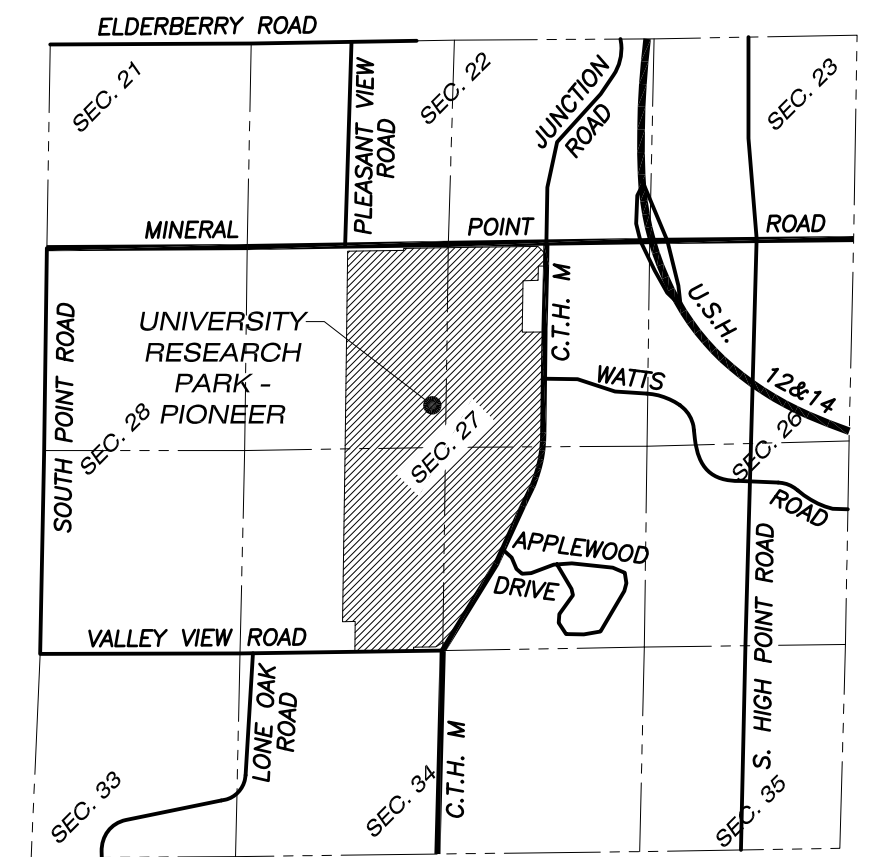 ELDERBERRY ROAD
SEC. 21
PLEASANT VIEW
ROAD
SEC. 22
JUNCTION
ROAD
SEC. 23
MINERAL
POINT
ROAD
SOUTH POINT ROAD
UNIVERSITY
RESEARCH
PARK -
PIONEER
C.T.H. M
U.S.H.
12&14
WATTS
ROAD
SEC. 28
SEC. 27
SEC. 26
APPLEWOOD
DRIVE
S. HIGH POINT ROAD
VALLEY VIEW ROAD
LONE OAK
ROAD
C.T.H. M
SEC. 33
SEC. 34
SEC. 35